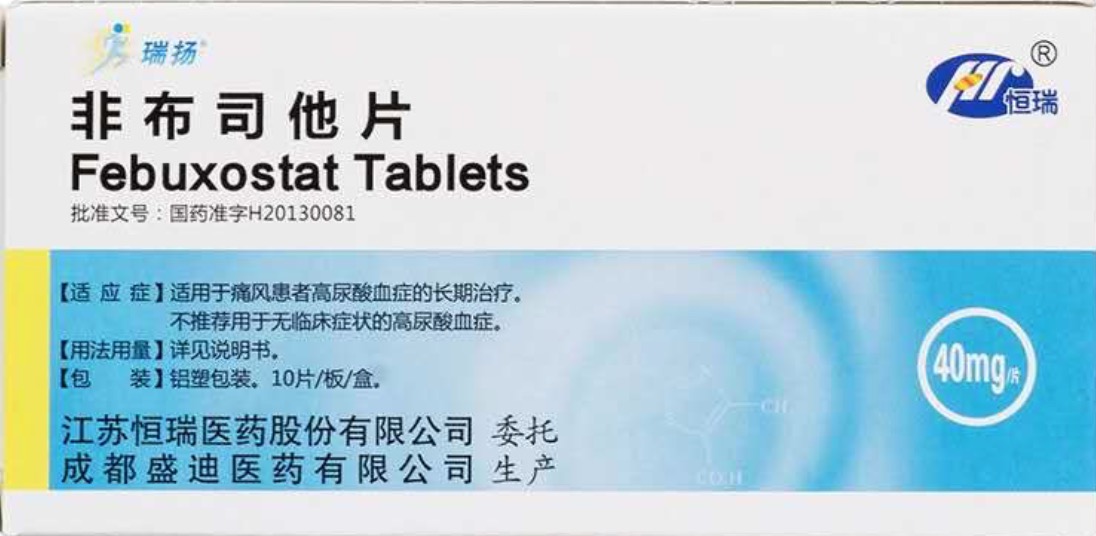 瑞扬®
恒瑞®
非布司他片
Febuxostat Tablets
批准文号：国药准字H20130081
【适 应 症】适用于痛风患者高尿酸血症的长期治疗。
不推荐用于无临床症状的高尿酸血症。
【用法用量】详见说明书。
【包 装】铝塑包装。10片/板/盒。
40mg/片
江苏恒瑞医药股份有限公司 委托
成都盛迪医药有限公司 生产
CH
CO₂H